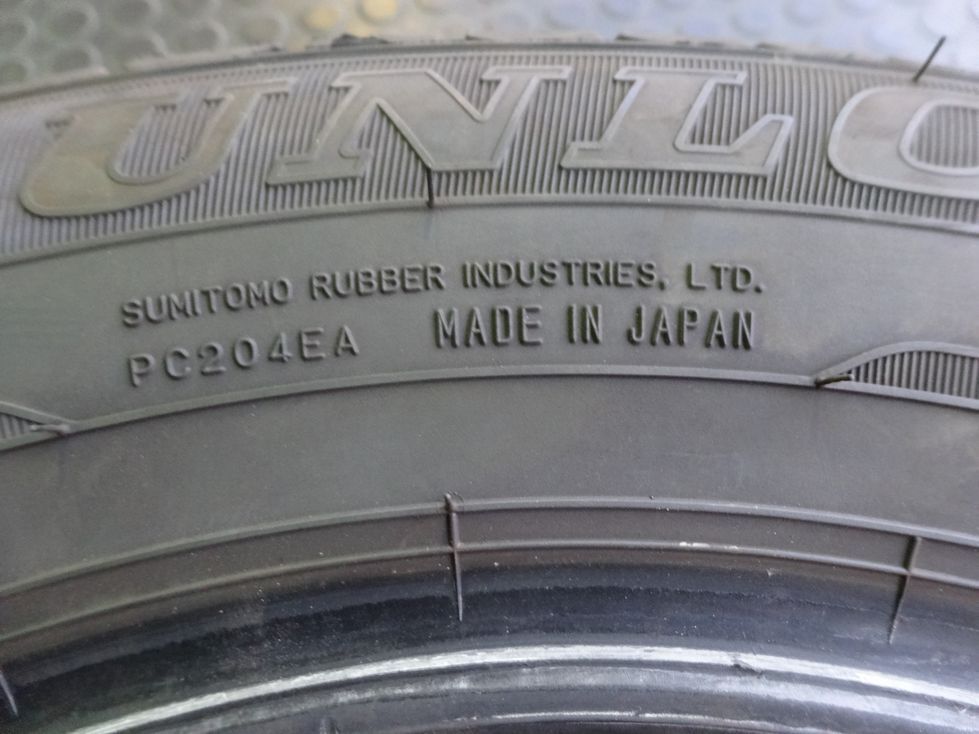 UNLO
SUMITOMO RUBBER INDUSTRIES, LTD.
PC204EA MADE IN JAPAN